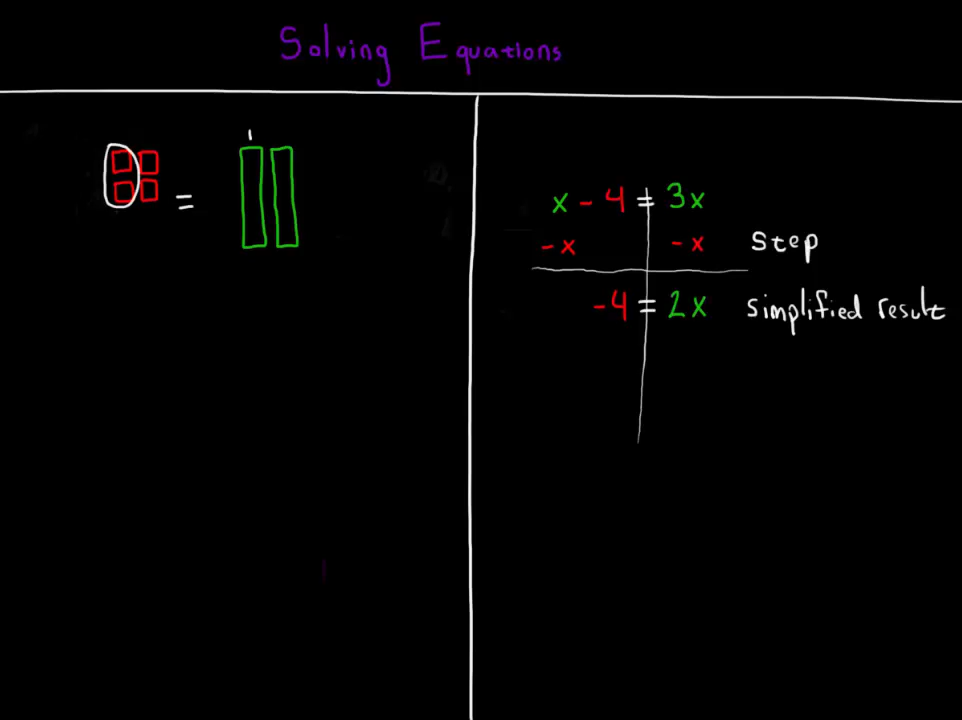 Solving Equations
=
x - 4 = 3x
- x - x step
-4 = 2x simplified result